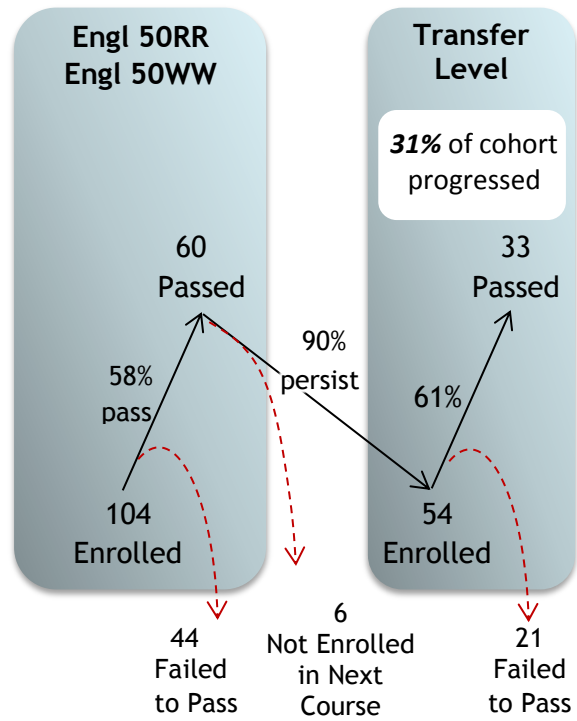 Engl 50RR
Engl 50WW
60
Passed
58%
pass
104
Enrolled
44
Failed
to Pass
90%
persist
6
Not Enrolled
in Next
Course
Transfer
Level
31% of cohort
progressed
33
Passed
61%
54
Enrolled
21
Failed
to Pass